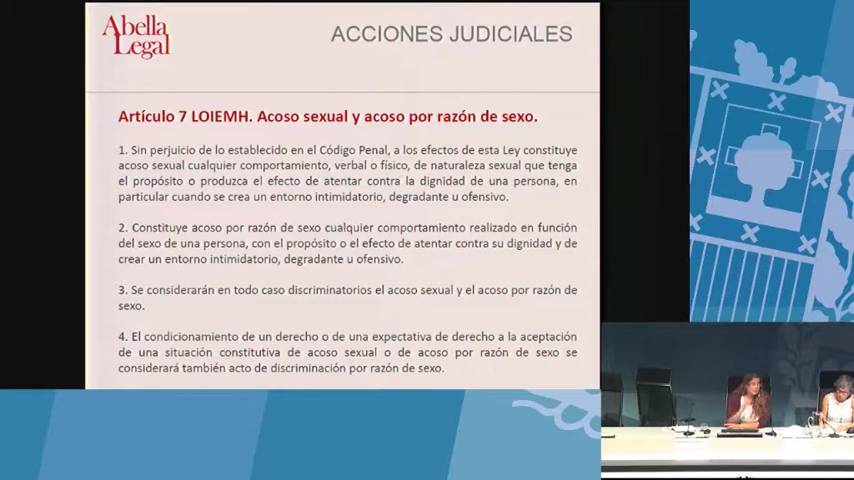 Abella
Legal
ACCIONES JUDICIALES
Artículo 7 LOIEMH. Acoso sexual y acoso por razón de sexo.
1. Sin perjuicio de lo establecido en el Código Penal, a los efectos de esta Ley constituye
acoso sexual cualquier comportamiento, verbal o físico, de naturaleza sexual que tenga
el propósito o produzca el efecto de atentar contra la dignidad de una persona, en
particular cuando se crea un entorno intimidatorio, degradante u ofensivo.
2. Constituye acoso por razón de sexo cualquier comportamiento realizado en función
del sexo de una persona, con el propósito o el efecto de atentar contra su dignidad y de
crear un entorno intimidatorio, degradante u ofensivo.
3. Se considerarán en todo caso discriminatorios el acoso sexual y el acoso por razón de
sexo.
4. El condicionamiento de un derecho o de una expectativa de derecho a la aceptación
de una situación constitutiva de acoso sexual o de acoso por razón de sexo se
considerará también acto de discriminación por razón de sexo.